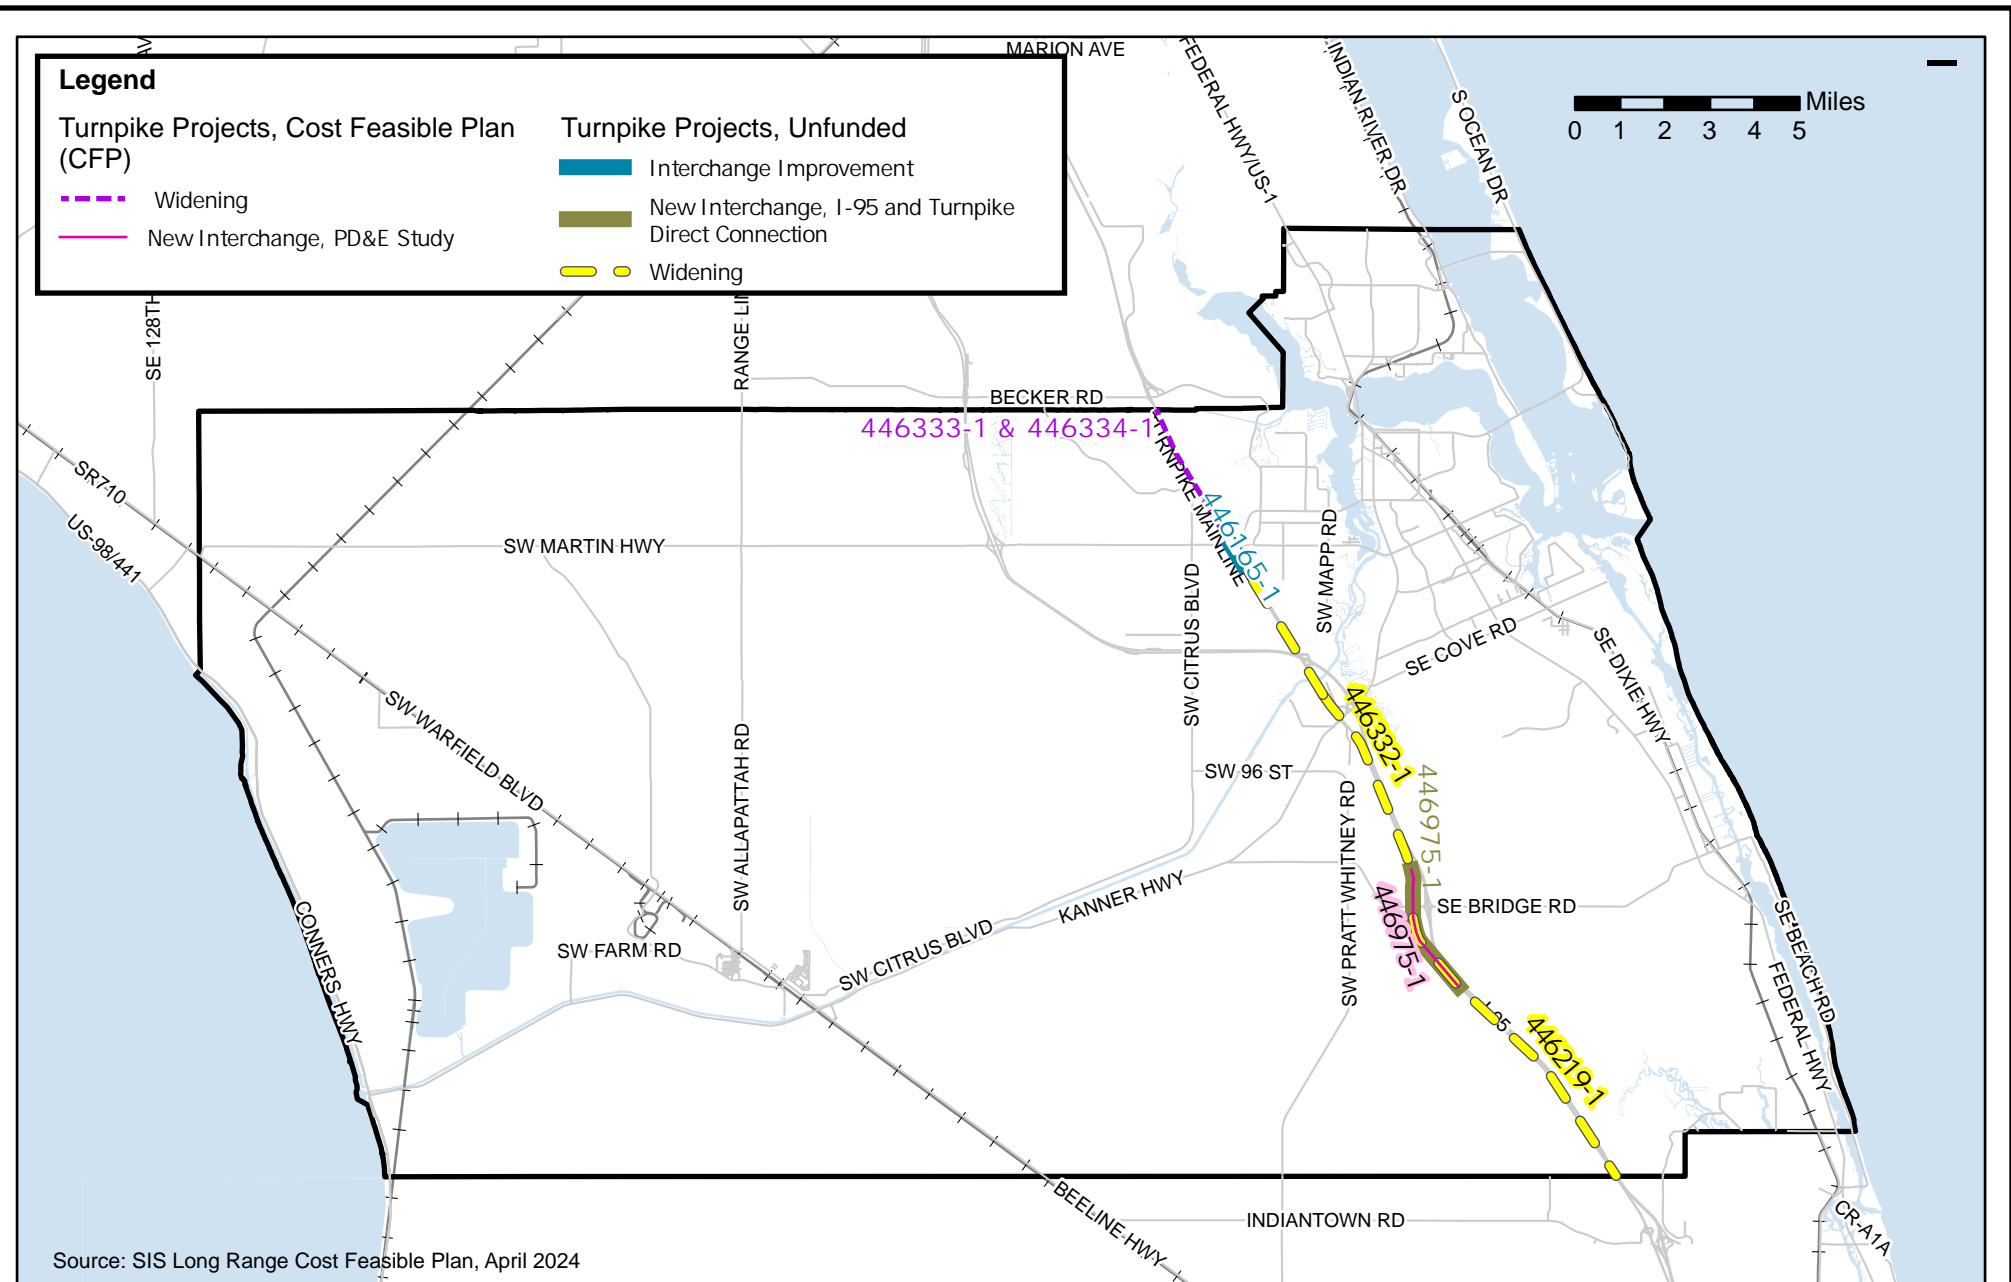 MARION AVE
Legend
Turnpike Projects, Cost Feasible Plan
(CFP)
Widening
New Interchange, PD&E Study
Turnpike Projects, Unfunded
Interchange Improvement
New Interchange, I-95 and Turnpike
Direct Connection
Widening
Miles
0 1 2 3 4 5
FEDERAL HWY/US-1
INDIAN RIVER DR
S OCEAN DR
SE 128TH
AV
RANGE LIN
BECKER RD
446333-1 & 446334-1
TURNPIKE MAINLINE
446165-1
SR710
US-98/441
SW MARTIN HWY
SW CITRUS BLVD
SW MAPP RD
SE COVE RD
SE DIXIE HWY
SW WARFIELD BLVD
SW ALLAPATTAH RD
446332-1
SW 96 ST
SW PRATT WHITNEY RD
446975-1
446975-1
SE BRIDGE RD
KANNER HWY
SW CITRUS BLVD
SW FARM RD
CONNERS HWY
SE BEACH RD
FEDERAL HWY
I-95
446219-1
BEELINE HWY
INDIANTOWN RD
CR-A1A
Source: SIS Long Range Cost Feasible Plan, April 2024